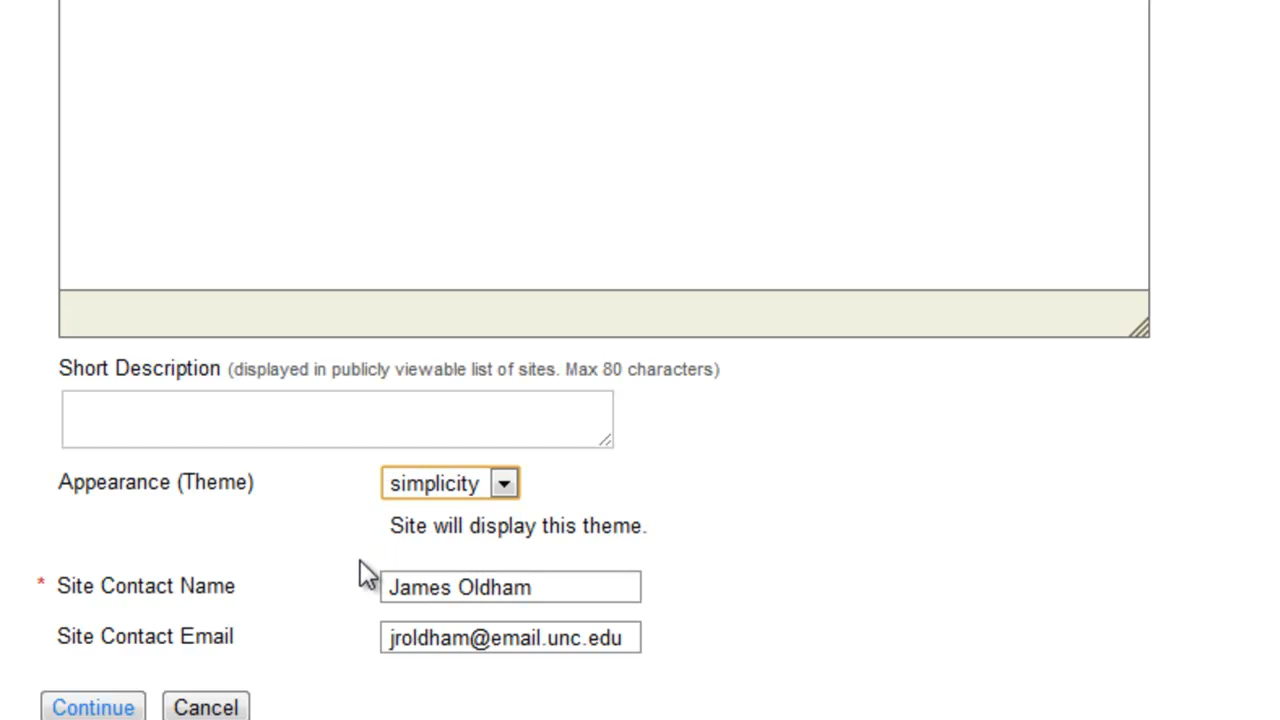 Short Description (displayed in publicly viewable list of sites. Max 80 characters)
Appearance (Theme) simplicity
Site will display this theme.
* Site Contact Name James Oldham
Site Contact Email jroldham@email.unc.edu
Continue Cancel